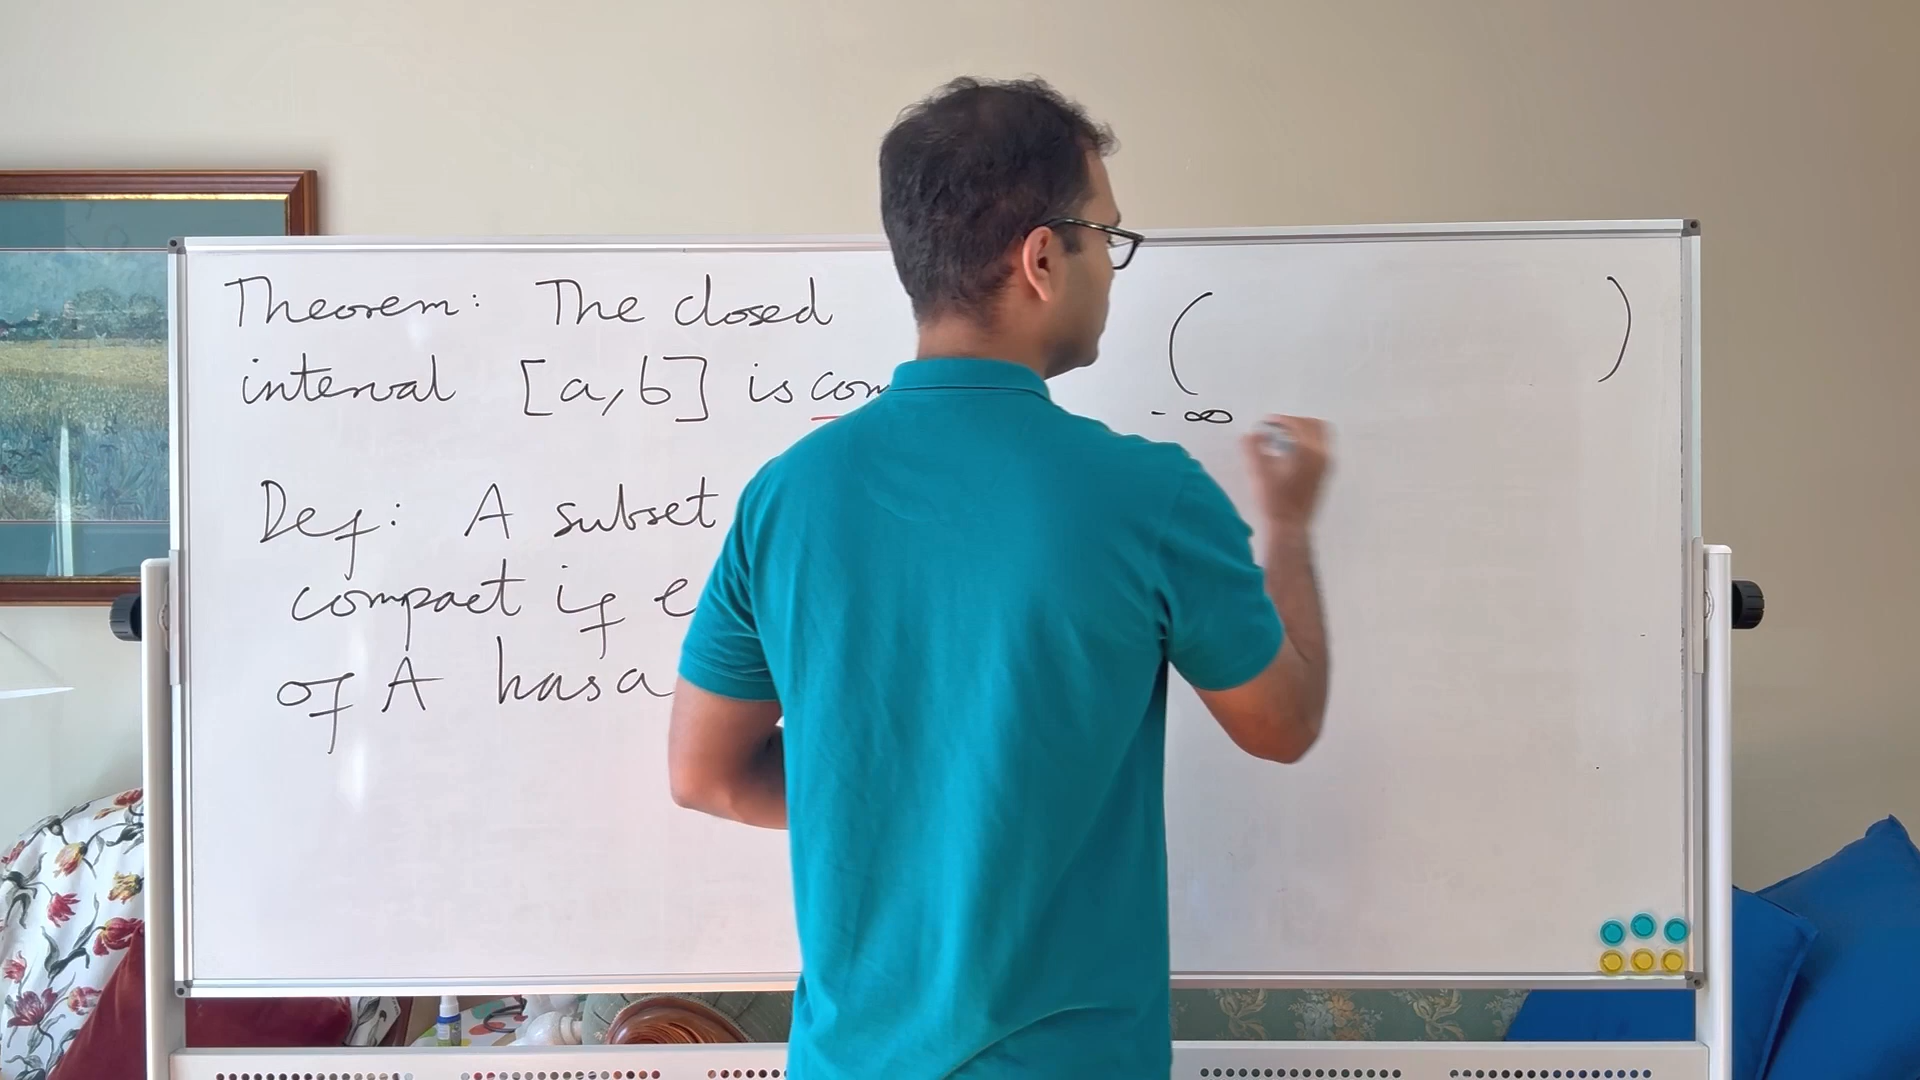 Theorem: The closed
interval [a,b] is com
Def: A subset
compact if e
of A has a
( )
- ∞